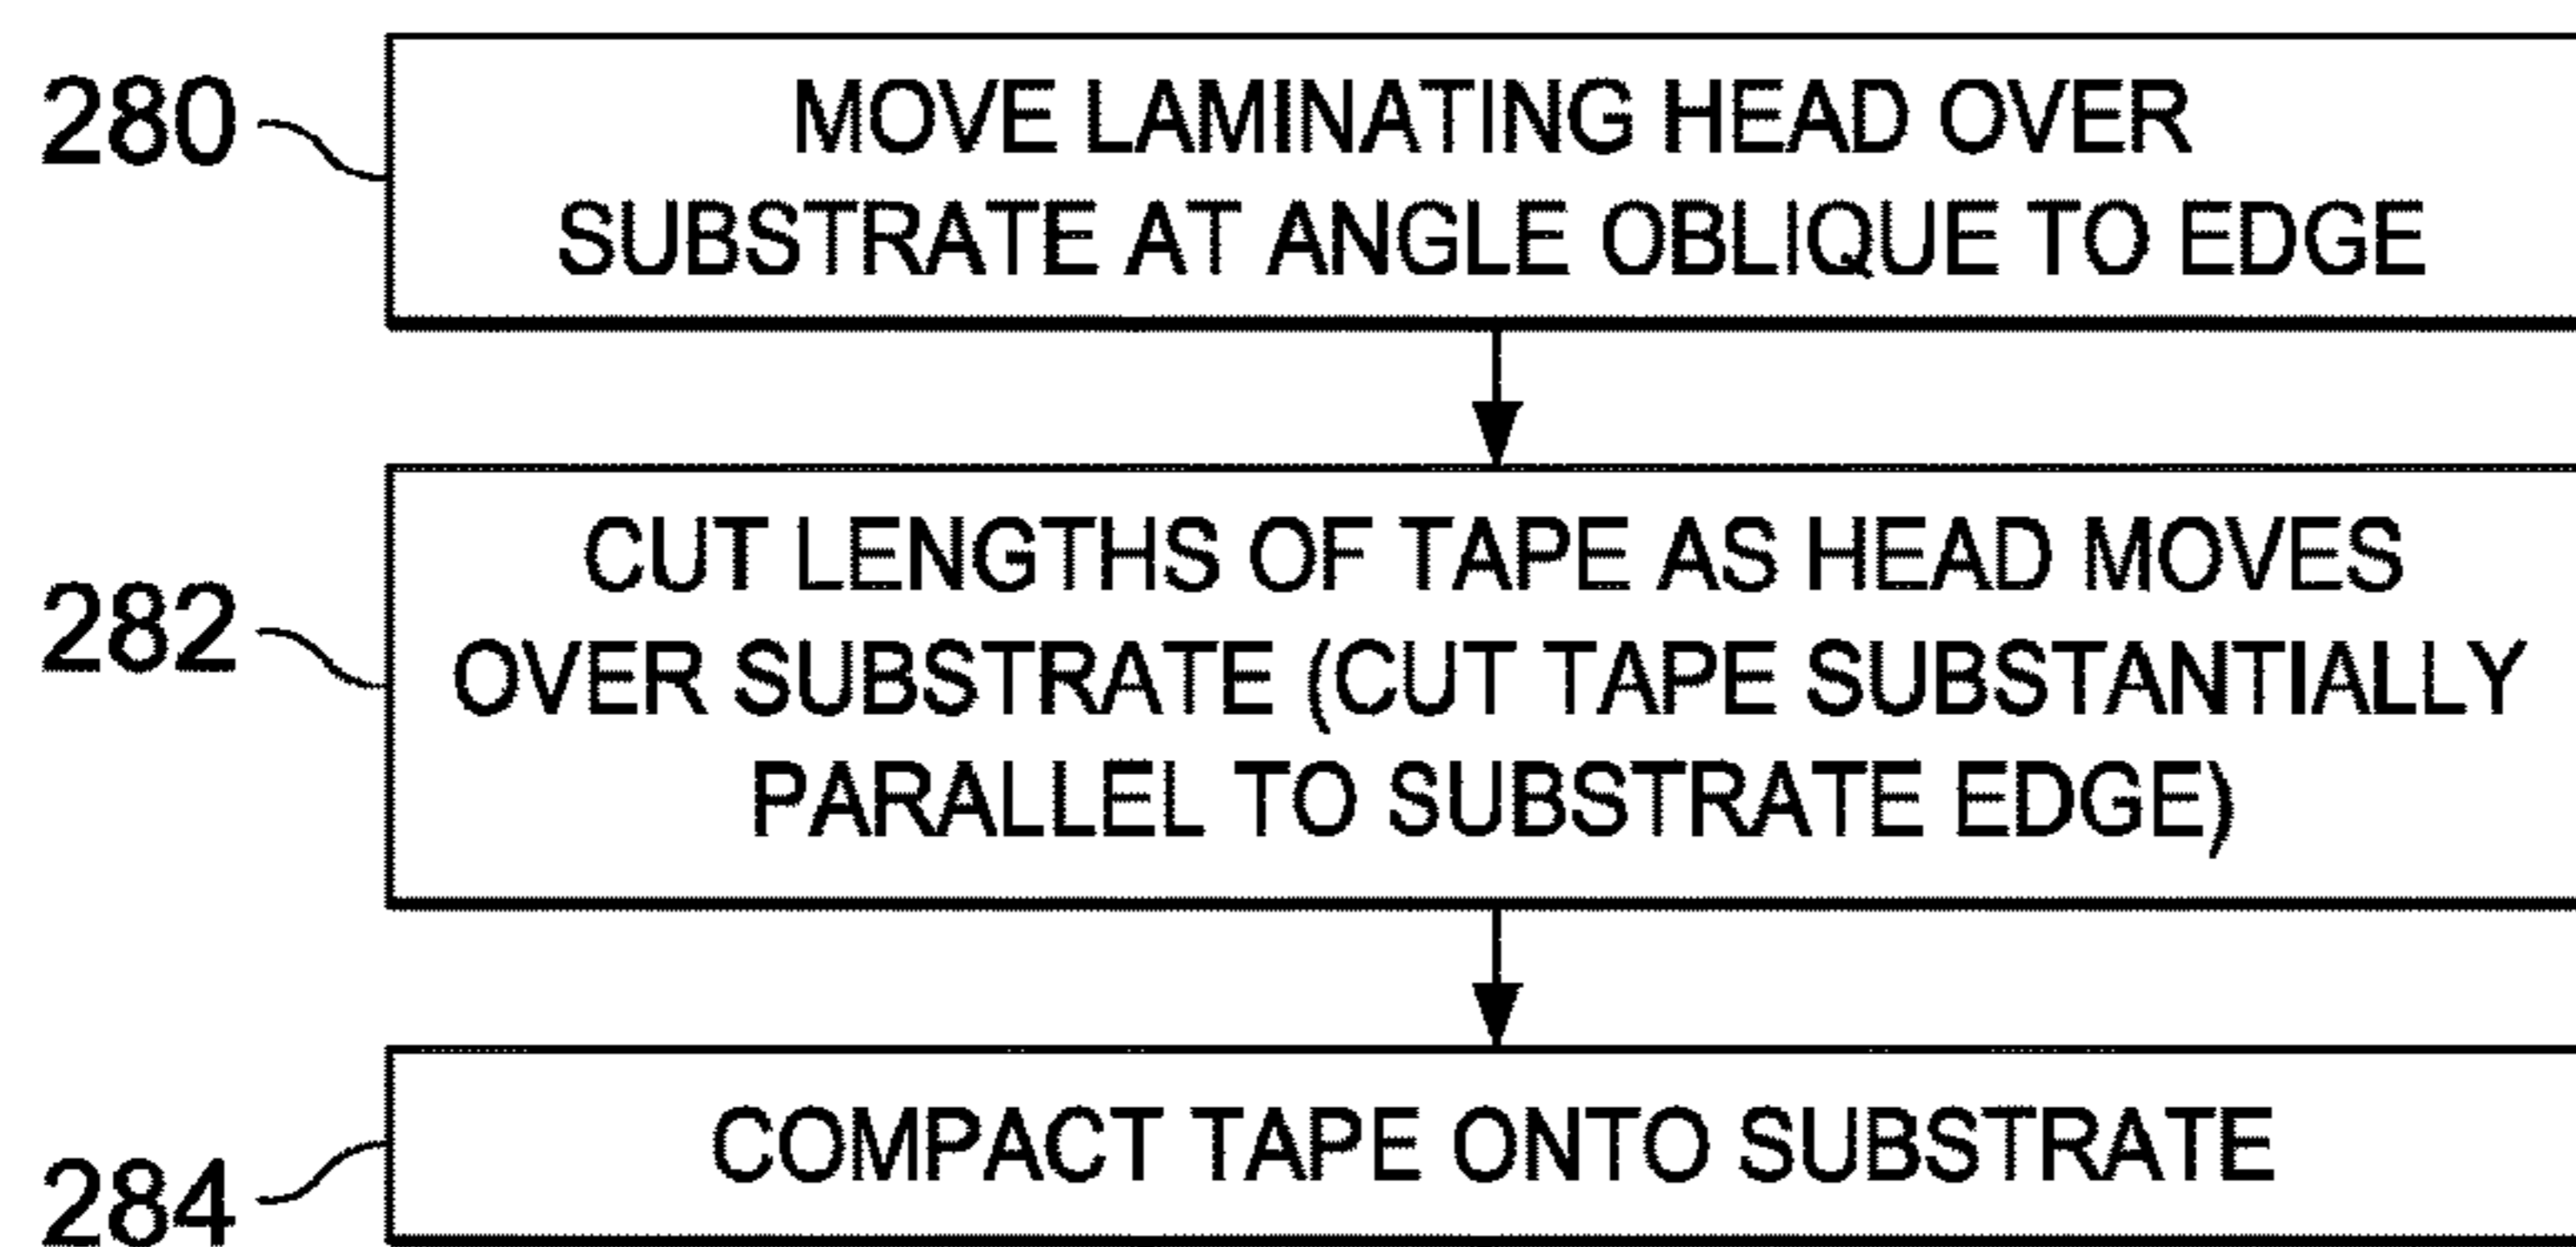 280
MOVE LAMINATING HEAD OVER
SUBSTRATE AT ANGLE OBLIQUE TO EDGE
282
CUT LENGTHS OF TAPE AS HEAD MOVES
OVER SUBSTRATE (CUT TAPE SUBSTANTIALLY
PARALLEL TO SUBSTRATE EDGE)
284
COMPACT TAPE ONTO SUBSTRATE